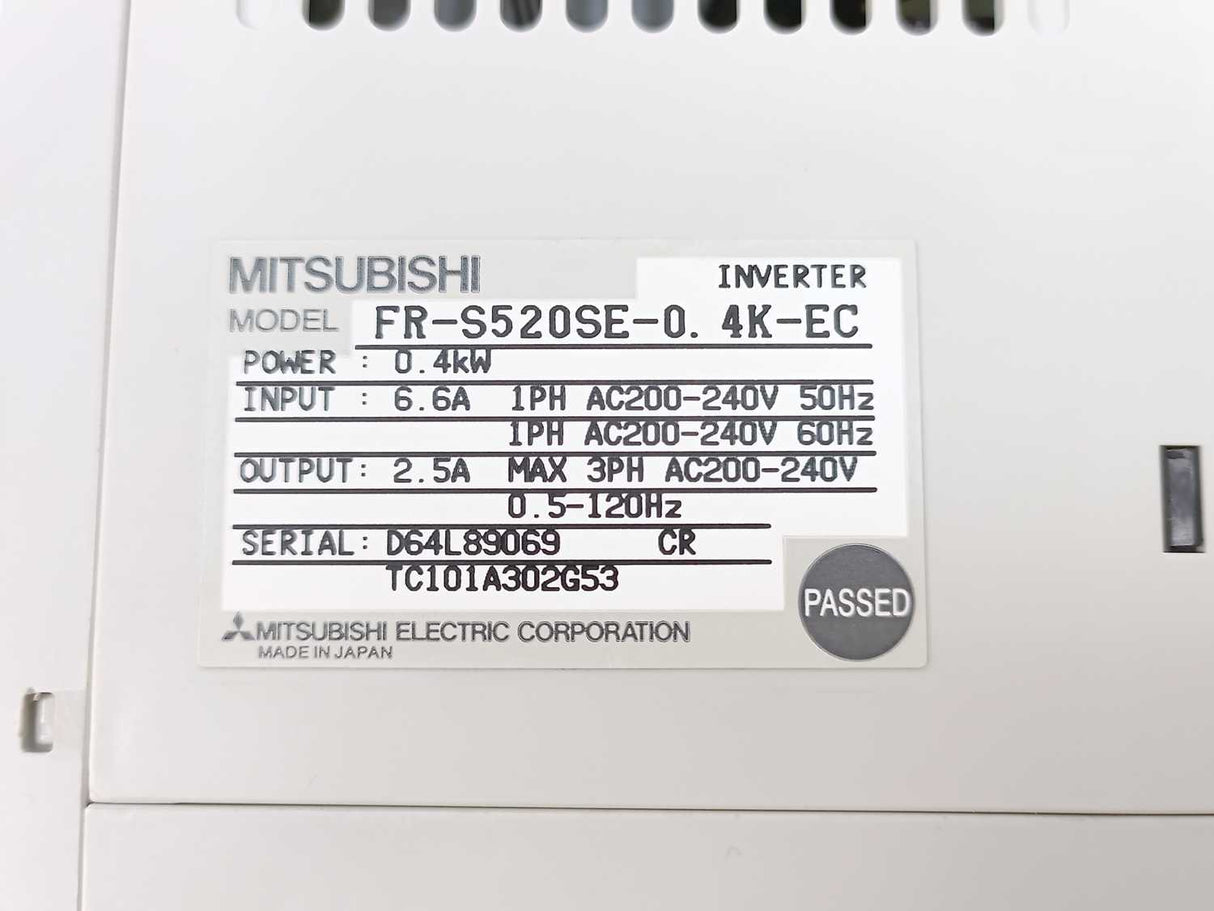 MITSUBISHI INVERTER
MODEL FR-S520SE-0.4K-EC
POWER : 0.4kW
INPUT : 6.6A 1PH AC200-240V 50Hz
1PH AC200-240V 60Hz
OUTPUT: 2.5A MAX 3PH AC200-240V
0.5-120Hz
SERIAL: D64L89069 CR
TC101A302G53
PASSED
MITSUBISHI ELECTRIC CORPORATION
MADE IN JAPAN